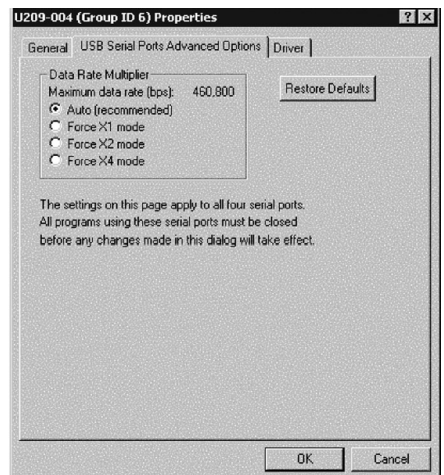 U209-004 (Group ID 6) Properties
General
USB Serial Ports Advanced Options
Driver
Data Rate Multiplier
Maximum data rate (bps): 460,800
Auto (recommended)
Force X1 mode
Force X2 mode
Force X4 mode
Restore Defaults
The settings on this page apply to all four serial ports.
All programs using these serial ports must be closed
before any changes made in this dialog will take effect.
OK
Cancel